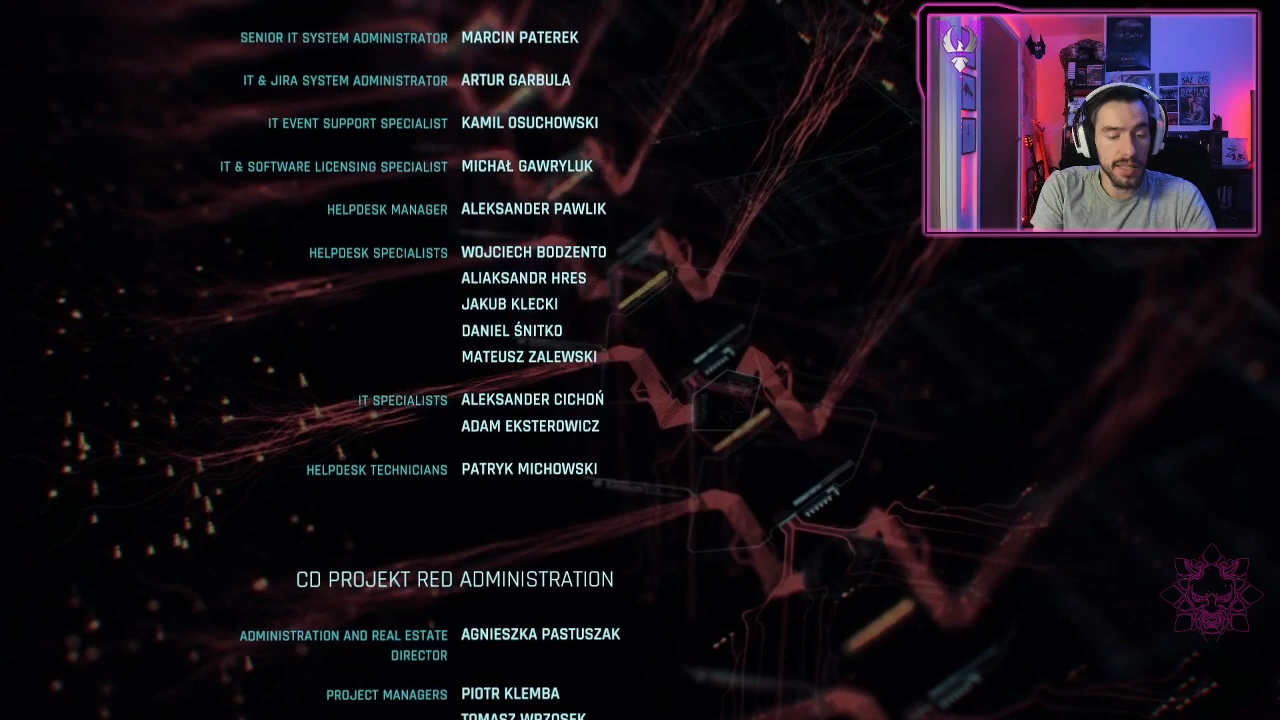 SENIOR IT SYSTEM ADMINISTRATOR MARCIN PATEREK
IT & JIRA SYSTEM ADMINISTRATOR ARTUR GARBULA
IT EVENT SUPPORT SPECIALIST KAMIL OSUCHOWSKI
IT & SOFTWARE LICENSING SPECIALIST MICHAŁ GAWRYLUK
HELPDESK MANAGER ALEKSANDER PAWLIK
HELPDESK SPECIALISTS WOJCIECH BODZENTO
ALIAKSANDR HRES
JAKUB KLECKI
DANIEL ŚNITKO
MATEUSZ ZALEWSKI
IT SPECIALISTS ALEKSANDER CICHOŃ
ADAM EKSTEROWICZ
HELPDESK TECHNICIANS PATRYK MICHOWSKI
CD PROJEKT RED ADMINISTRATION
ADMINISTRATION AND REAL ESTATE AGNIESZKA PASTUSZAK
DIRECTOR
PROJECT MANAGERS PIOTR KLEMBA
TOMASZ WRZOSEK